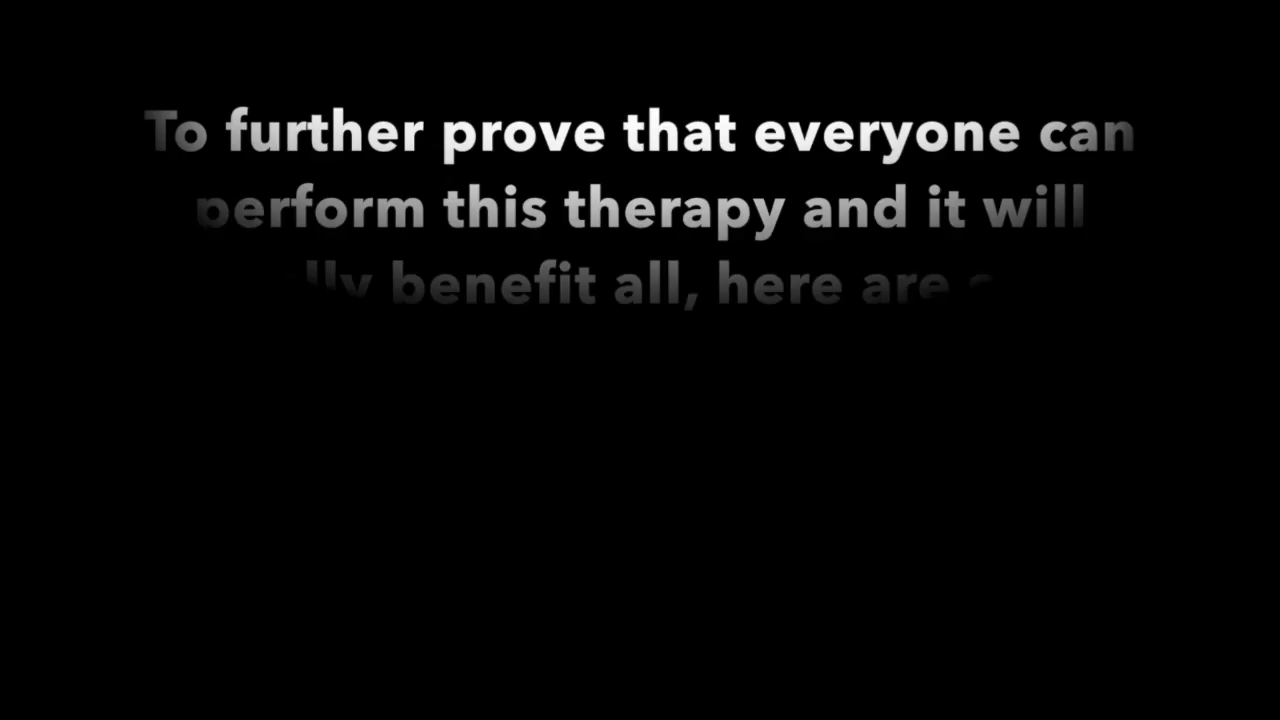 To further prove that everyone can
perform this therapy and it will
benefit all, here are